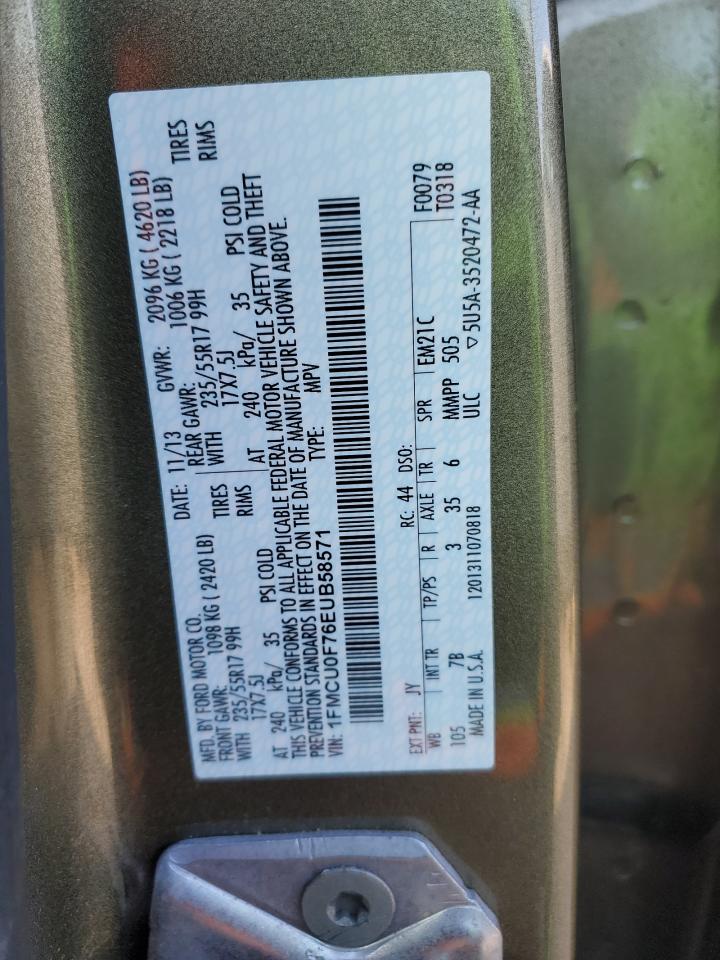 MFD. BY FORD MOTOR CO.
DATE: 11/13 GVWR: 2096 KG ( 4620 LB)
FRONT GAWR: 1098 KG ( 2420 LB) REAR GAWR: 1006 KG ( 2218 LB)
WITH 235/55R17 99H TIRES WITH 235/55R17 99H TIRES
17X7.5J RIMS 17X7.5J RIMS
AT 240 kPa/ 35 PSI COLD AT 240 kPa/ 35 PSI COLD
THIS VEHICLE CONFORMS TO ALL APPLICABLE FEDERAL MOTOR VEHICLE SAFETY AND THEFT
PREVENTION STANDARDS IN EFFECT ON THE DATE OF MANUFACTURE SHOWN ABOVE.
VIN: 1FMCU0F76EUB58571 TYPE: MPV
EXT PNT: JY RC: 44 DSO: F0079
WB INT TR TP/PS R AXLE TR SPR EM21C T0318
105 7B 3 35 6 MMPP 505
MADE IN U.S.A. 1201311070818 ULC ▽5U5A-3520472-AA